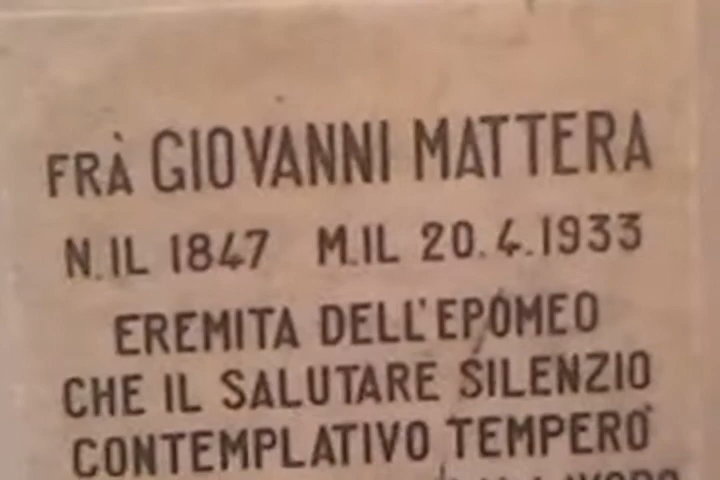 FRÀ GIOVANNI MATTERA
N.IL 1847 M.IL 20.4.1933
EREMITA DELL'EPOMEO
CHE IL SALUTARE SILENZIO
CONTEMPLATIVO TEMPERÒ